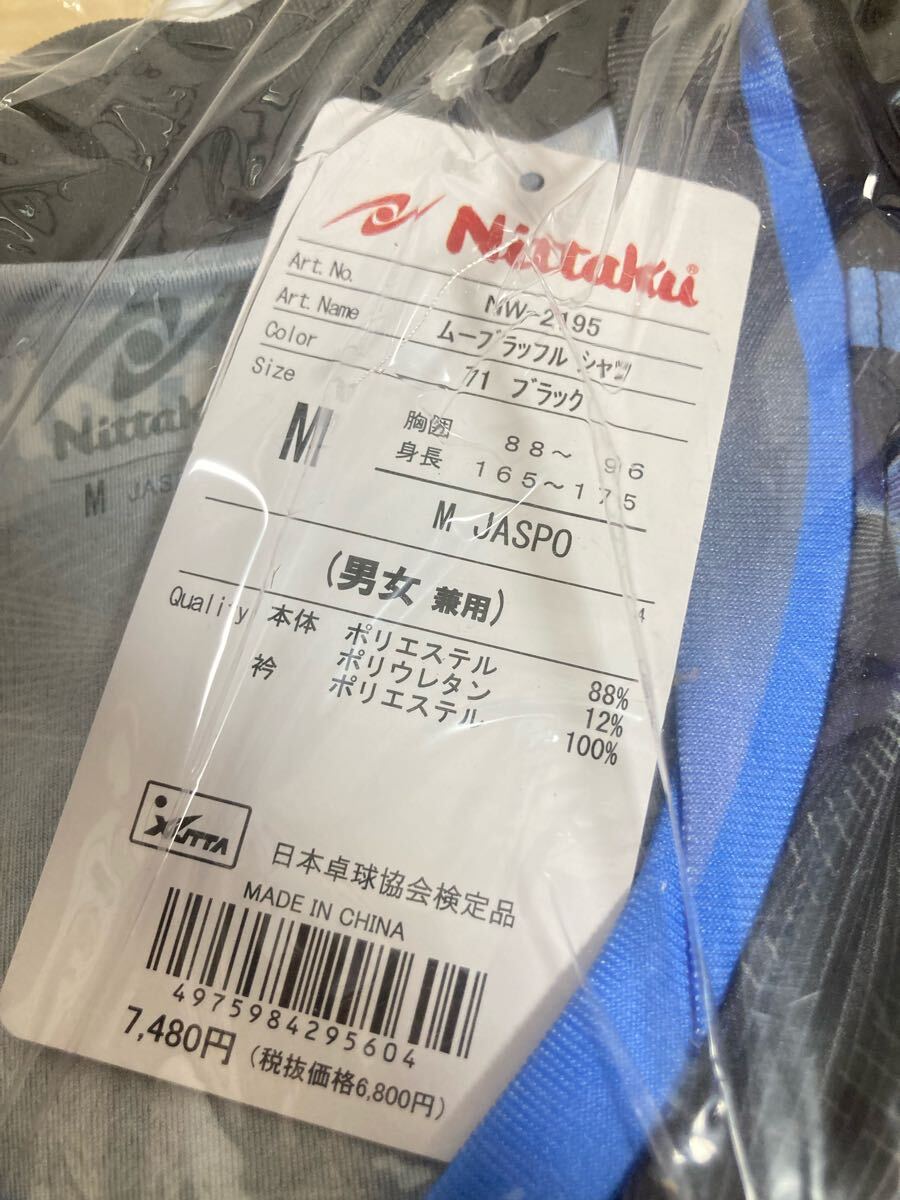 Nittaku
Art.No. NW-2195
Art.Name ムーブラッフル シャツ
Color 71 ブラック
Size
M
胸囲 88～ 96
身長 165～175
M JASPO
(男女 兼用)
4
Quality 本体 ポリエステル 88%
ポリウレタン 12%
衿 ポリエステル 100%
JTTA
日本卓球協会検定品
MADE IN CHINA
4975984295604
7,480円 (税抜価格6,800円)
Nittaku
M JAS